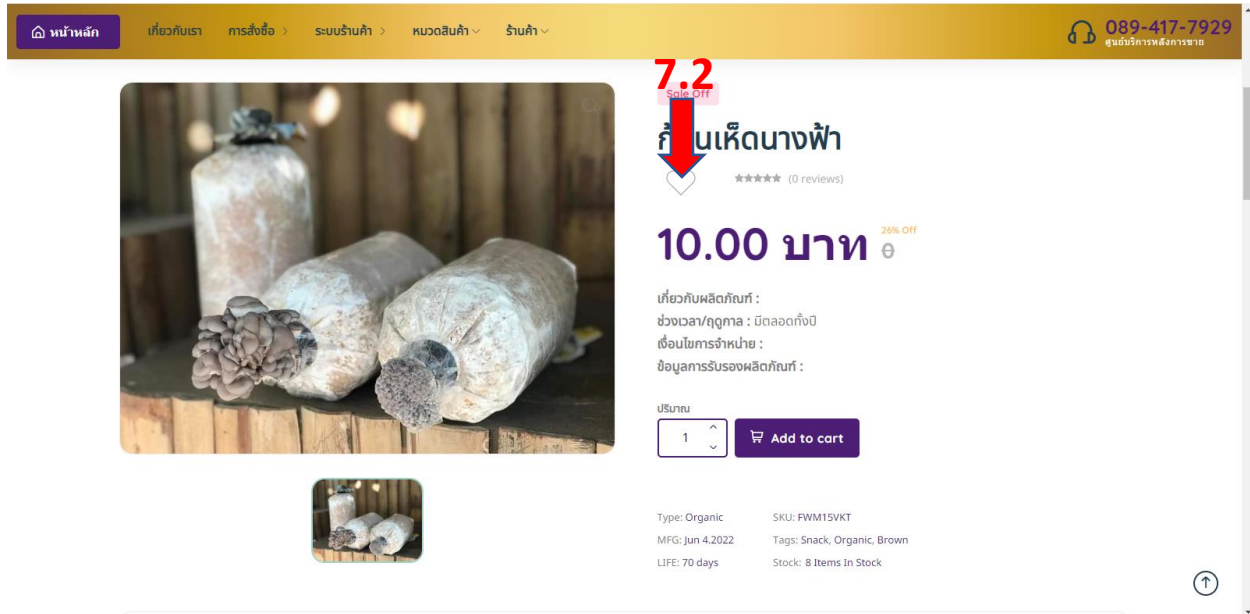 หน้าหลัก เกี่ยวกับเรา การสั่งซื้อ ระบบร้านค้า หมวดสินค้า ร้านค้า 089-417-7929
ศูนย์บริการหลังการขาย
7.2
Sale Off
นเห็ดนางฟ้า
(0 reviews)
10.00 บาท 26% Off
0
เกี่ยวกับผลิตภัณฑ์ :
ช่วงเวลา/ฤดูกาล : มีตลอดทั้งปี
เงื่อนไขการจำหน่าย :
ข้อมูลการรับรองผลิตภัณฑ์ :
ปริมาณ
1 Add to cart
Type: Organic SKU: FWM15VKT
MFG: Jun 4.2022 Tags: Snack, Organic, Brown
LIFE: 70 days Stock: 8 Items In Stock